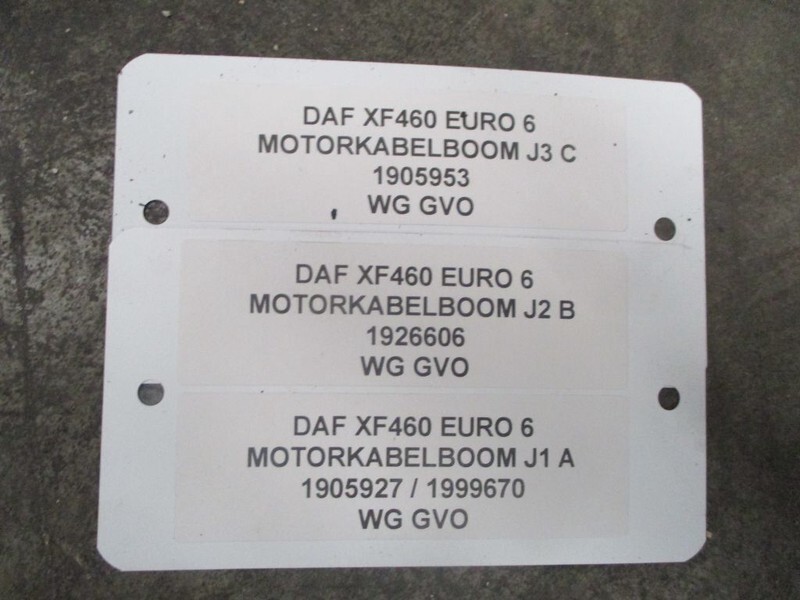 DAF XF460 EURO 6
MOTORKABELBOOM J3 C
1905953
WG GVO
DAF XF460 EURO 6
MOTORKABELBOOM J2 B
1926606
WG GVO
DAF XF460 EURO 6
MOTORKABELBOOM J1 A
1905927 / 1999670
WG GVO